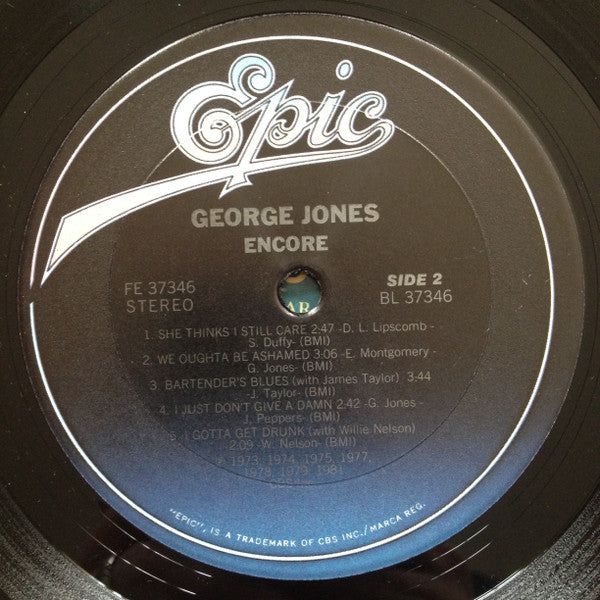 Epic
GEORGE JONES
ENCORE
FE 37346
STEREO
SIDE 2
BL 37346
AR
1. SHE THINKS I STILL CARE 2:47 -D. L. Lipscomb -
S. Duffy- (BMI)
2. WE OUGHTA BE ASHAMED 3:06 -E. Montgomery -
G. Jones- (BMI)
3. BARTENDER'S BLUES (with James Taylor) 3:44
-J. Taylor- (BMI)
4. I JUST DON'T GIVE A DAMN 2:42 -G. Jones -
J. Peppers- (BMI)
5. I GOTTA GET DRUNK (with Willie Nelson)
2:09 -W. Nelson- (BMI)
℗ 1973, 1974, 1975, 1977,
1978, 1979, 1981
"EPIC", IS A TRADEMARK OF CBS INC./MARCA REG.